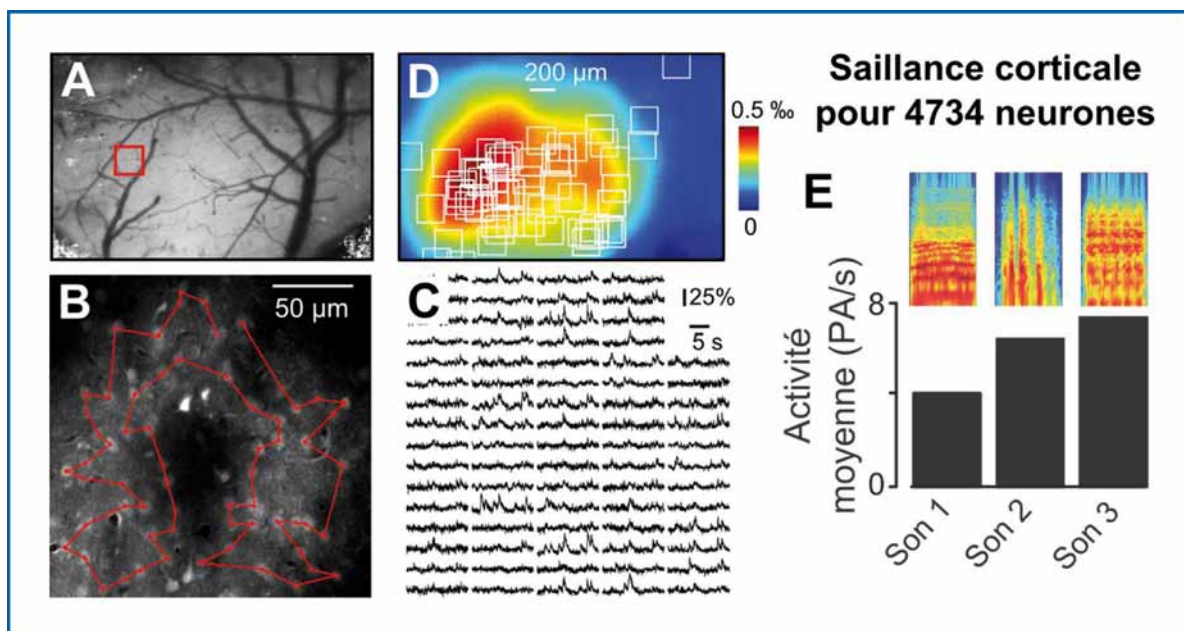 A
D
200 µm
0.5 ‰
0
Saillance corticale
pour 4734 neurones
B
50 µm
C
25%
5 s
E
Activité
moyenne (PA/s)
8
0
Son 1
Son 2
Son 3